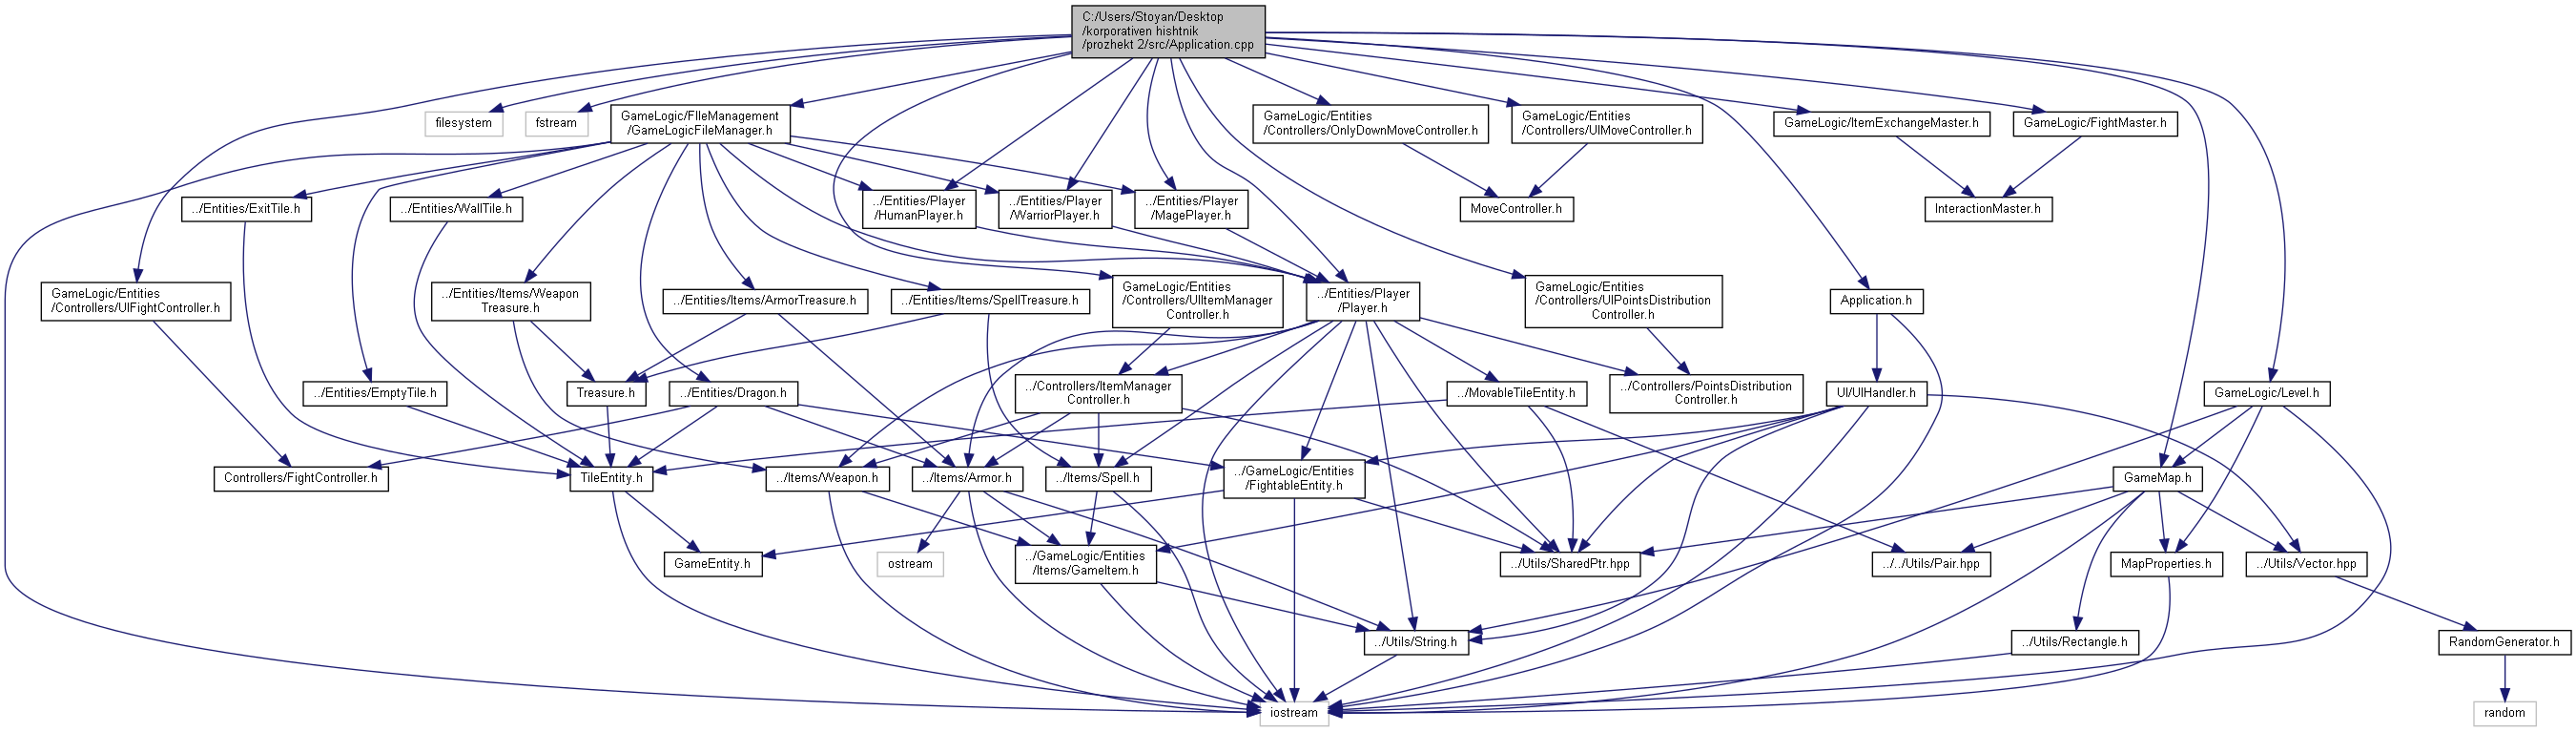 C:/Users/Stoyan/Desktop
/korporativen hishtnik
/prozhekt 2/src/Application.cpp
filesystem
fstream
GameLogic/FIleManagement
/GameLogicFileManager.h
GameLogic/Entities
/Controllers/OnlyDownMoveController.h
GameLogic/Entities
/Controllers/UIMoveController.h
GameLogic/ItemExchangeMaster.h
GameLogic/FightMaster.h
../Entities/ExitTile.h
../Entities/WallTile.h
../Entities/Player
/HumanPlayer.h
../Entities/Player
/WarriorPlayer.h
../Entities/Player
/MagePlayer.h
MoveController.h
InteractionMaster.h
GameLogic/Entities
/Controllers/UIFightController.h
../Entities/Items/Weapon
Treasure.h
../Entities/Items/ArmorTreasure.h
../Entities/Items/SpellTreasure.h
GameLogic/Entities
/Controllers/UIItemManager
Controller.h
../Entities/Player
/Player.h
GameLogic/Entities
/Controllers/UIPointsDistribution
Controller.h
Application.h
../Entities/EmptyTile.h
Treasure.h
../Entities/Dragon.h
../Controllers/ItemManager
Controller.h
../MovableTileEntity.h
../Controllers/PointsDistribution
Controller.h
UI/UIHandler.h
GameLogic/Level.h
Controllers/FightController.h
TileEntity.h
../Items/Weapon.h
../Items/Armor.h
../Items/Spell.h
../GameLogic/Entities
/FightableEntity.h
GameMap.h
GameEntity.h
ostream
../GameLogic/Entities
/Items/GameItem.h
../Utils/SharedPtr.hpp
../../Utils/Pair.hpp
MapProperties.h
../Utils/Vector.hpp
../Utils/String.h
../Utils/Rectangle.h
RandomGenerator.h
iostream
random